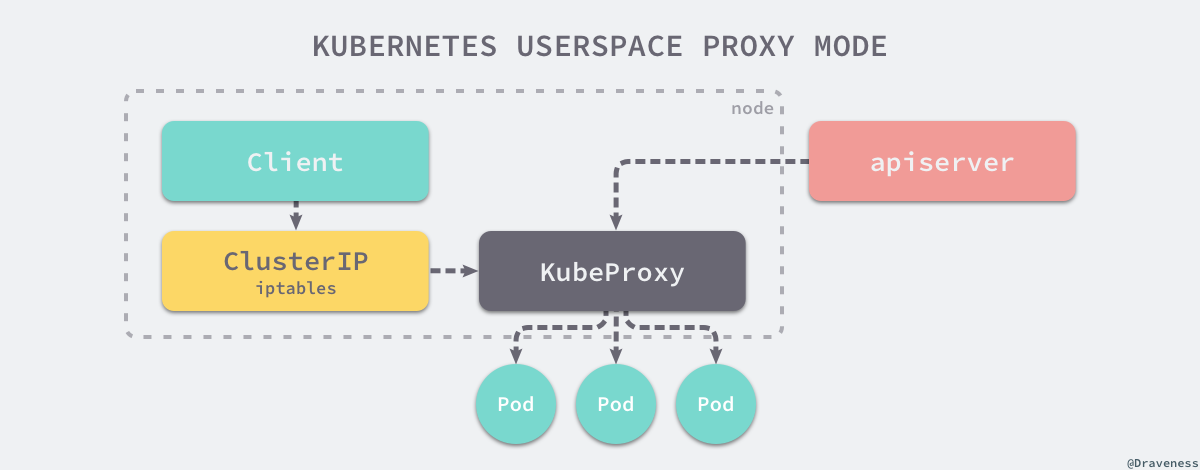 KUBERNETES USERSPACE PROXY MODE
node
Client
apiserver
ClusterIP
iptables
KubeProxy
Pod
Pod
Pod
@Draveness